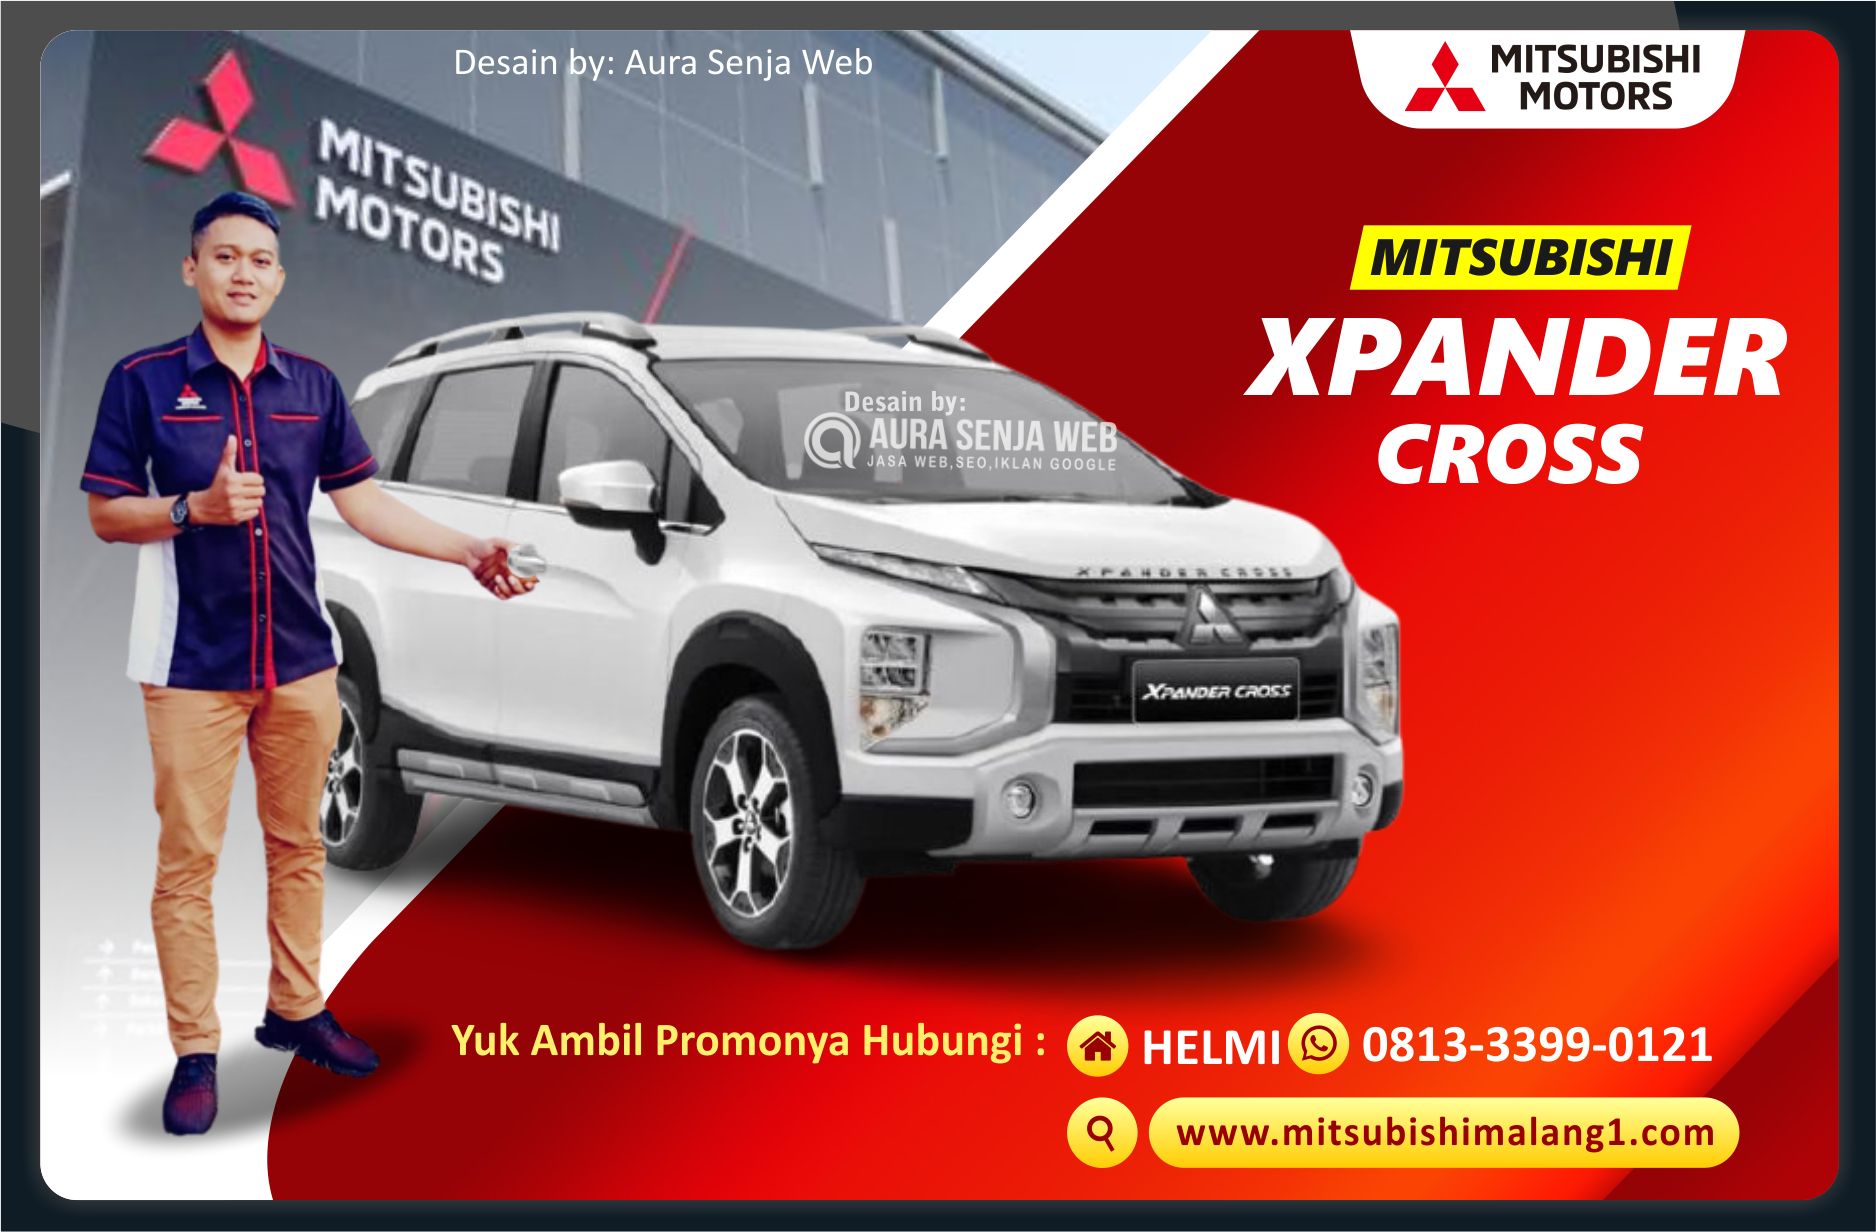 Desain by: Aura Senja Web
MITSUBISHI
MOTORS
MITSUBISHI
MOTORS
MITSUBISHI
XPANDER
CROSS
Desain by:
AURA SENJA WEB
JASA WEB,SEO,IKLAN GOOGLE
XPANDER CROSS
XPANDER CROSS
Yuk Ambil Promonya Hubungi : HELMI 0813-3399-0121
www.mitsubishimalang1.com